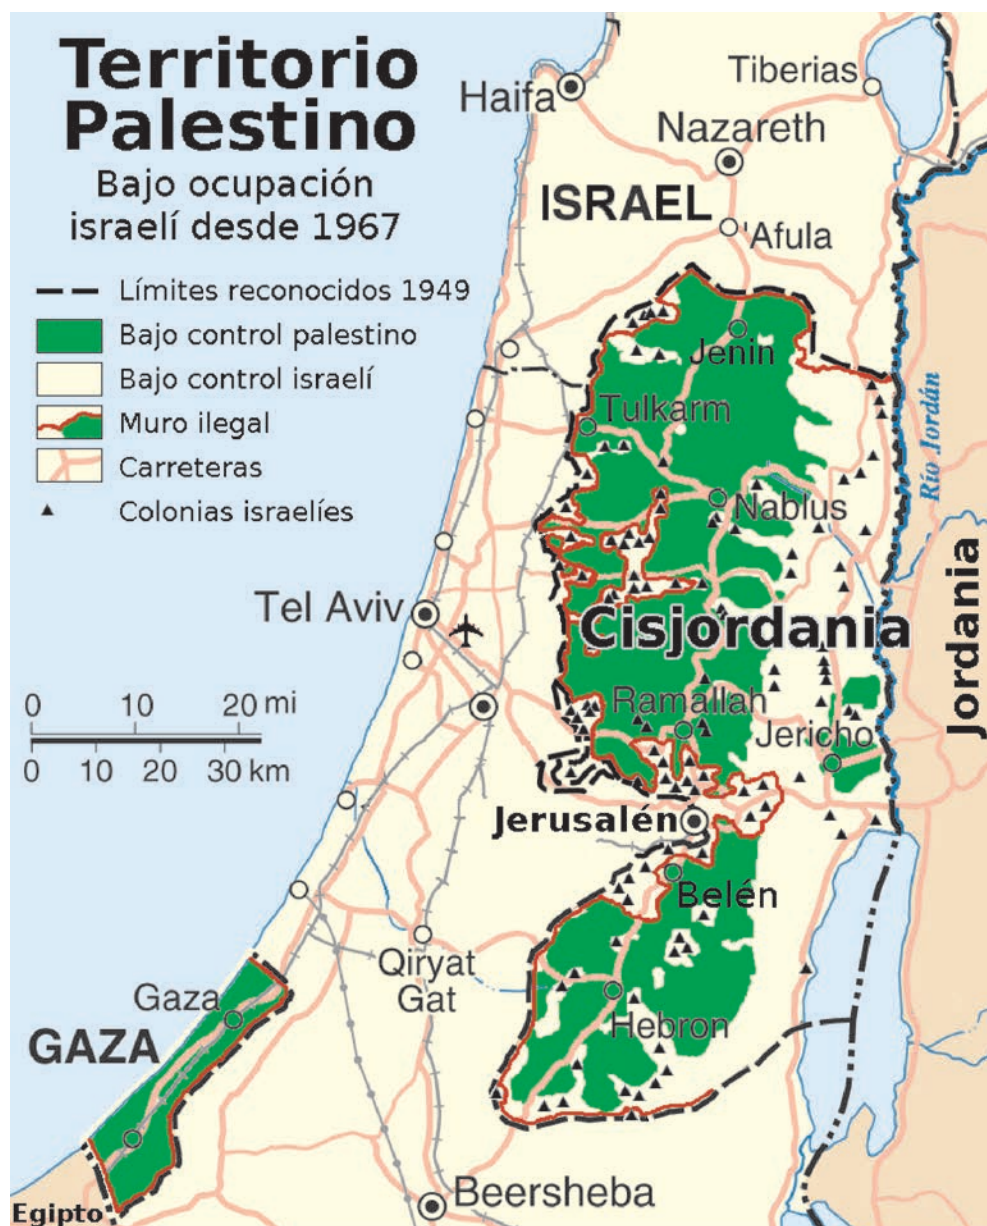 Territorio
Palestino
Bajo ocupación
israelí desde 1967
Límites reconocidos 1949
Bajo control palestino
Bajo control israelí
Muro ilegal
Carreteras
Colonias israelíes
Haifa
Tiberias
Nazareth
ISRAEL
'Afula
Jenin
Tulkarm
Nablus
Río Jordán
Jordania
Tel Aviv
Cisjordania
0 10 20 mi
0 10 20 30 km
Ramallah
Jericho
Jerusalén
Belén
Qiryat
Gat
Gaza
GAZA
Hebron
Beersheba
Egipto